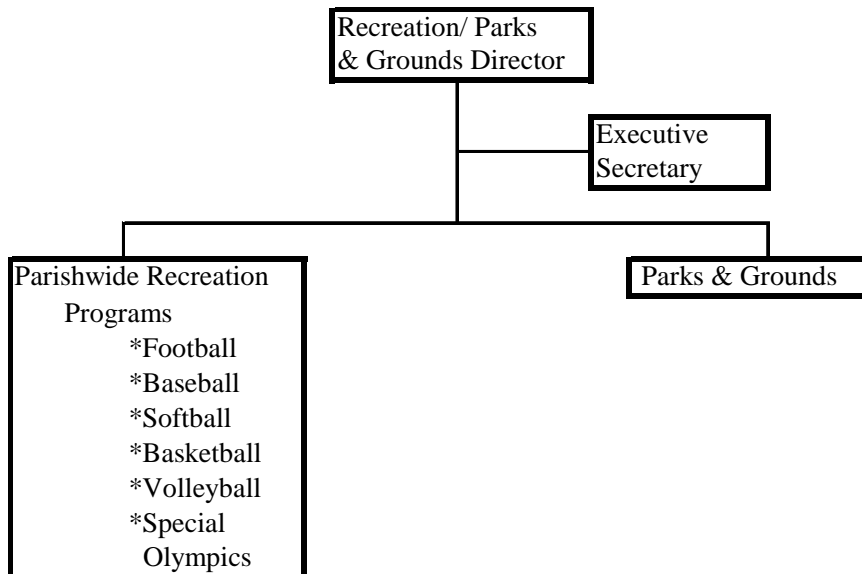 Recreation/ Parks
& Grounds Director
Executive
Secretary
Parishwide Recreation
Programs
*Football
*Baseball
*Softball
*Basketball
*Volleyball
*Special
Olympics
Parks & Grounds